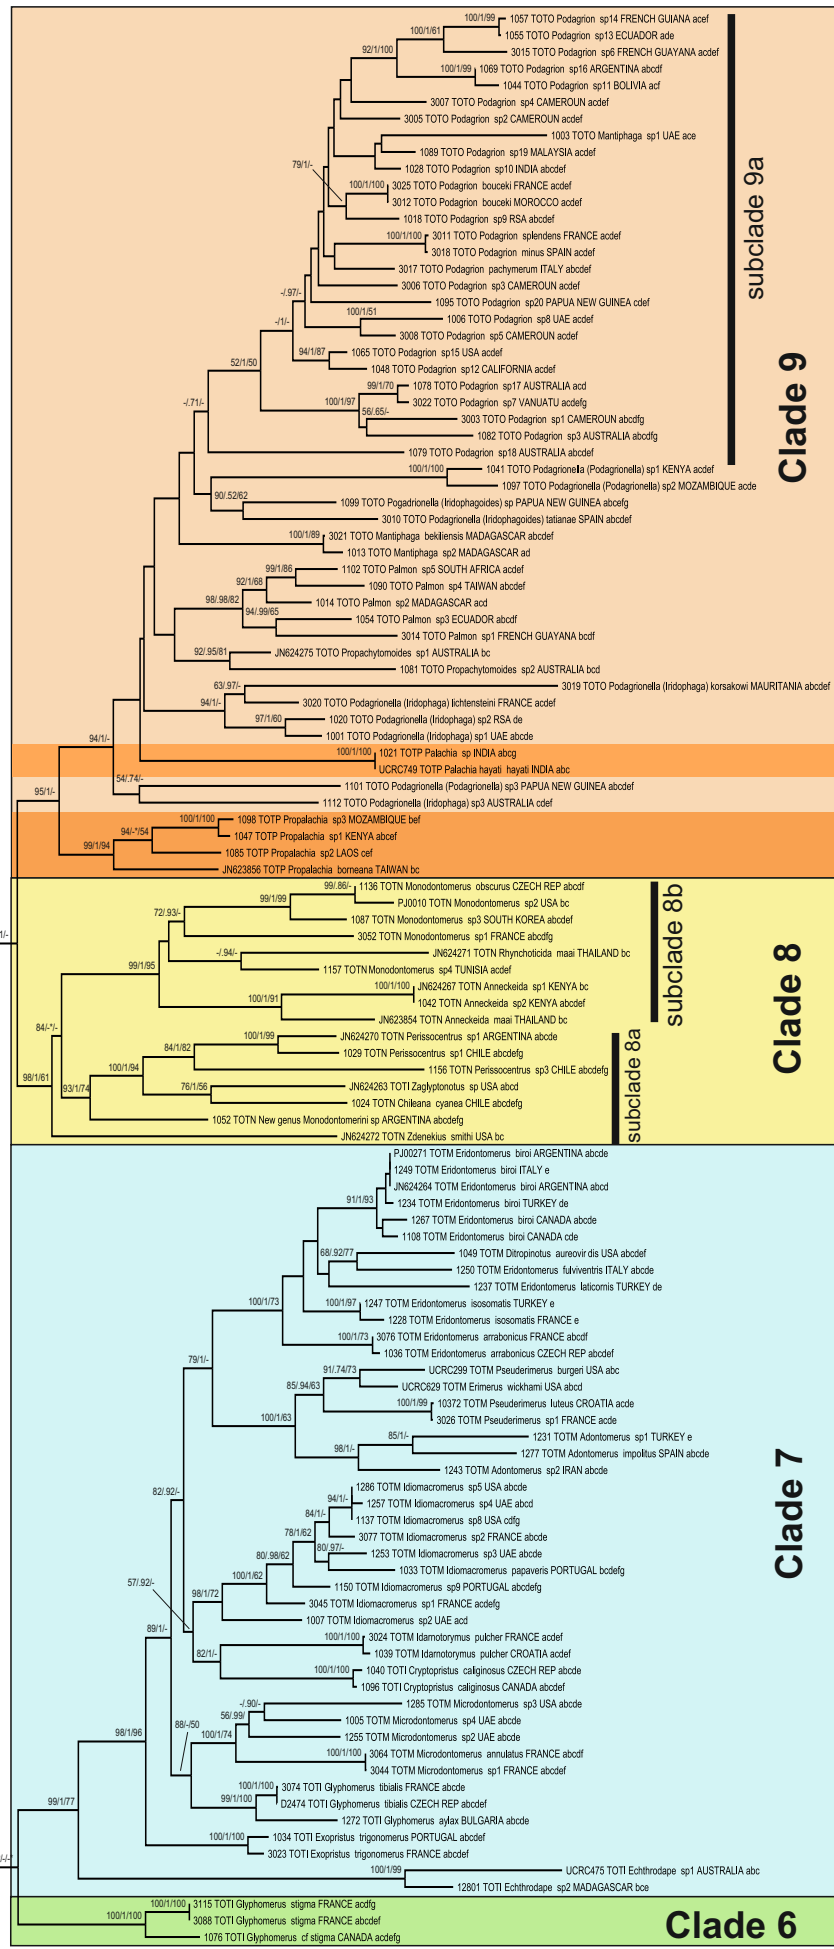 100/1/99
1057 TOTO Podagrion sp14 FRENCH GUIANA acef
100/1/61
1055 TOTO Podagrion sp13 ECUADOR ade
92/1/100
3015 TOTO Podagrion sp6 FRENCH GUAYANA acdef
100/1/99
1069 TOTO Podagrion sp16 ARGENTINA abcdf
1044 TOTO Podagrion sp11 BOLIVIA acf
3007 TOTO Podagrion sp4 CAMEROUN acdef
3005 TOTO Podagrion sp2 CAMEROUN acdef
1003 TOTO Mantiphaga sp1 UAE ace
1089 TOTO Podagrion sp19 MALAYSIA acdef
79/1/-
1028 TOTO Podagrion sp10 INDIA abcdef
100/1/100
3025 TOTO Podagrion bouceki FRANCE acdef
3012 TOTO Podagrion bouceki MOROCCO acdef
1018 TOTO Podagrion sp9 RSA abcdef
100/1/100
3011 TOTO Podagrion splendens FRANCE acdef
3018 TOTO Podagrion minus SPAIN acdef
3017 TOTO Podagrion pachymerum ITALY abcdef
3006 TOTO Podagrion sp3 CAMEROUN acdef
-/.97/-
1095 TOTO Podagrion sp20 PAPUA NEW GUINEA cdef
100/1/51
1006 TOTO Podagrion sp8 UAE acdef
-/1/-
3008 TOTO Podagrion sp5 CAMEROUN acdef
94/1/87
1065 TOTO Podagrion sp15 USA acdef
52/1/50
1048 TOTO Podagrion sp12 CALIFORNIA acdef
99/1/70
1078 TOTO Podagrion sp17 AUSTRALIA acd
100/1/97
3022 TOTO Podagrion sp7 VANUATU acdefg
-/.71/-
56/.65/-
3003 TOTO Podagrion sp1 CAMEROUN abcdfg
1082 TOTO Podagrion sp3 AUSTRALIA abcdfg
1079 TOTO Podagrion sp18 AUSTRALIA abcdef
subclade 9a
Clade 9
100/1/100
1041 TOTO Podagrionella (Podagrionella) sp1 KENYA acdef
1097 TOTO Podagrionella (Podagrionella) sp2 MOZAMBIQUE acde
90/.52/62
1099 TOTO Pogadrionella (Iridophagoides) sp PAPUA NEW GUINEA abcefg
3010 TOTO Podagrionella (Iridophagoides) tatianae SPAIN abcdef
100/1/89
3021 TOTO Mantiphaga bekiliensis MADAGASCAR abcdef
1013 TOTO Mantiphaga sp2 MADAGASCAR ad
99/1/86
1102 TOTO Palmon sp5 SOUTH AFRICA acdef
92/1/68
1090 TOTO Palmon sp4 TAIWAN abcdef
98/.98/82
1014 TOTO Palmon sp2 MADAGASCAR acd
94/.99/65
1054 TOTO Palmon sp3 ECUADOR abcdf
3014 TOTO Palmon sp1 FRENCH GUAYANA bcdf
92/.95/81
JN624275 TOTO Propachytomoides sp1 AUSTRALIA bc
1081 TOTO Propachytomoides sp2 AUSTRALIA bcd
63/.97/-
3019 TOTO Podagrionella (Iridophaga) korsakowi MAURITANIA abcdef
94/1/-
3020 TOTO Podagrionella (Iridophaga) lichtensteini FRANCE acdef
97/1/60
1020 TOTO Podagrionella (Iridophaga) sp2 RSA de
1001 TOTO Podagrionella (Iridophaga) sp1 UAE abcde
94/1/-
100/1/100
1021 TOTP Palachia sp INDIA abcg
UCRC749 TOTP Palachia hayati hayati INDIA abc
54/.74/-
1101 TOTO Podagrionella (Podagrionella) sp3 PAPUA NEW GUINEA abcdef
95/1/-
1112 TOTO Podagrionella (Iridophaga) sp3 AUSTRALIA cdef
100/1/100
1098 TOTP Propalachia sp3 MOZAMBIQUE bef
94/-*/54
1047 TOTP Propalachia sp1 KENYA abcef
99/1/94
1085 TOTP Propalachia sp2 LAOS cef
JN623856 TOTP Propalachia borneana TAIWAN bc
99/.86/-
1136 TOTN Monodontomerus obscurus CZECH REP abcdf
99/1/99
PJ0010 TOTN Monodontomerus sp2 USA bc
72/.93/-
1087 TOTN Monodontomerus sp3 SOUTH KOREA abcdef
3052 TOTN Monodontomerus sp1 FRANCE abcdfg
1/-
-/.94/-
JN624271 TOTN Rhynchoticida maai THAILAND bc
99/1/95
1157 TOTN Monodontomerus sp4 TUNISIA acdef
100/1/100
JN624267 TOTN Anneckeida sp1 KENYA bc
100/1/91
1042 TOTN Anneckeida sp2 KENYA abcdef
JN623854 TOTN Anneckeida maai THAILAND bc
subclade 8b
Clade 8
84/-*/-
100/1/99
JN624270 TOTN Perissocentrus sp1 ARGENTINA abcde
84/1/82
1029 TOTN Perissocentrus sp1 CHILE abcdefg
100/1/94
1156 TOTN Perissocentrus sp3 CHILE abcdefg
98/1/61
93/1/74
76/1/56
JN624263 TOTI Zaglyptonotus sp USA abcd
1024 TOTN Chileana cyanea CHILE abcdefg
1052 TOTN New genus Monodontomerini sp ARGENTINA abcdefg
JN624272 TOTN Zdenekius smithi USA bc
subclade 8a
PJ00271 TOTM Eridontomerus biroi ARGENTINA abcde
1249 TOTM Eridontomerus biroi ITALY e
JN624264 TOTM Eridontomerus biroi ARGENTINA abcd
91/1/93
1234 TOTM Eridontomerus biroi TURKEY de
1267 TOTM Eridontomerus biroi CANADA abcde
1108 TOTM Eridontomerus biroi CANADA cde
68/.92/77
1049 TOTM Ditropinotus aureovir dis USA abcdef
1250 TOTM Eridontomerus fulviventris ITALY abcde
1237 TOTM Eridontomerus laticornis TURKEY de
100/1/73
100/1/97
1247 TOTM Eridontomerus isosomatis TURKEY e
1228 TOTM Eridontomerus isosomatis FRANCE e
100/1/73
3076 TOTM Eridontomerus arrabonicus FRANCE abcdf
1036 TOTM Eridontomerus arrabonicus CZECH REP abcdef
79/1/-
91/.74/73
UCRC299 TOTM Pseuderimerus burgeri USA abc
85/.94/63
UCRC629 TOTM Erimerus wickhami USA abcd
100/1/99
10372 TOTM Pseuderimerus luteus CROATIA acde
100/1/63
3026 TOTM Pseuderimerus sp1 FRANCE acde
85/1/-
1231 TOTM Adontomerus sp1 TURKEY e
98/1/-
1277 TOTM Adontomerus impolitus SPAIN abcde
1243 TOTM Adontomerus sp2 IRAN abcde
82/.92/-
1286 TOTM Idiomacromerus sp5 USA abcde
94/1/-
1257 TOTM Idiomacromerus sp4 UAE abcd
84/1/-
1137 TOTM Idiomacromerus sp8 USA cdfg
78/1/62
3077 TOTM Idiomacromerus sp2 FRANCE abcde
80/.98/62
80/.97/-
1253 TOTM Idiomacromerus sp3 UAE abcde
100/1/62
1033 TOTM Idiomacromerus papaveris PORTUGAL bcdefg
57/.92/-
1150 TOTM Idiomacromerus sp9 PORTUGAL abcdefg
98/1/72
3045 TOTM Idiomacromerus sp1 FRANCE acdefg
1007 TOTM Idiomacromerus sp2 UAE acd
89/1/-
100/1/100
3024 TOTM Idarnotorymus pulcher FRANCE acdef
82/1/-
1039 TOTM Idarnotorymus pulcher CROATIA acdef
100/1/100
1040 TOTI Cryptopristus caliginosus CZECH REP abcde
1096 TOTI Cryptopristus caliginosus CANADA abcdef
-/.90/-
1285 TOTM Microdontomerus sp3 USA abcde
56/.99/
1005 TOTM Microdontomerus sp4 UAE abcde
98/1/96
88/-/50
100/1/74
1255 TOTM Microdontomerus sp2 UAE abcde
100/1/100
3064 TOTM Microdontomerus annulatus FRANCE abcdf
3044 TOTM Microdontomerus sp1 FRANCE abcdef
100/1/100
3074 TOTI Glyphomerus tibialis FRANCE abcde
99/1/100
D2474 TOTI Glyphomerus tibialis CZECH REP abcdef
99/1/77
1272 TOTI Glyphomerus aylax BULGARIA abcde
100/1/100
1034 TOTI Exopristus trigonomerus PORTUGAL abcdef
3023 TOTI Exopristus trigonomerus FRANCE abcdef
/-/-*
100/1/99
UCRC475 TOTI Echthrodape sp1 AUSTRALIA abc
12801 TOTI Echthrodape sp2 MADAGASCAR bce
Clade 7
100/1/100
3115 TOTI Glyphomerus stigma FRANCE acdfg
100/1/100
3088 TOTI Glyphomerus stigma FRANCE abcdef
1076 TOTI Glyphomerus cf stigma CANADA acdefg
Clade 6